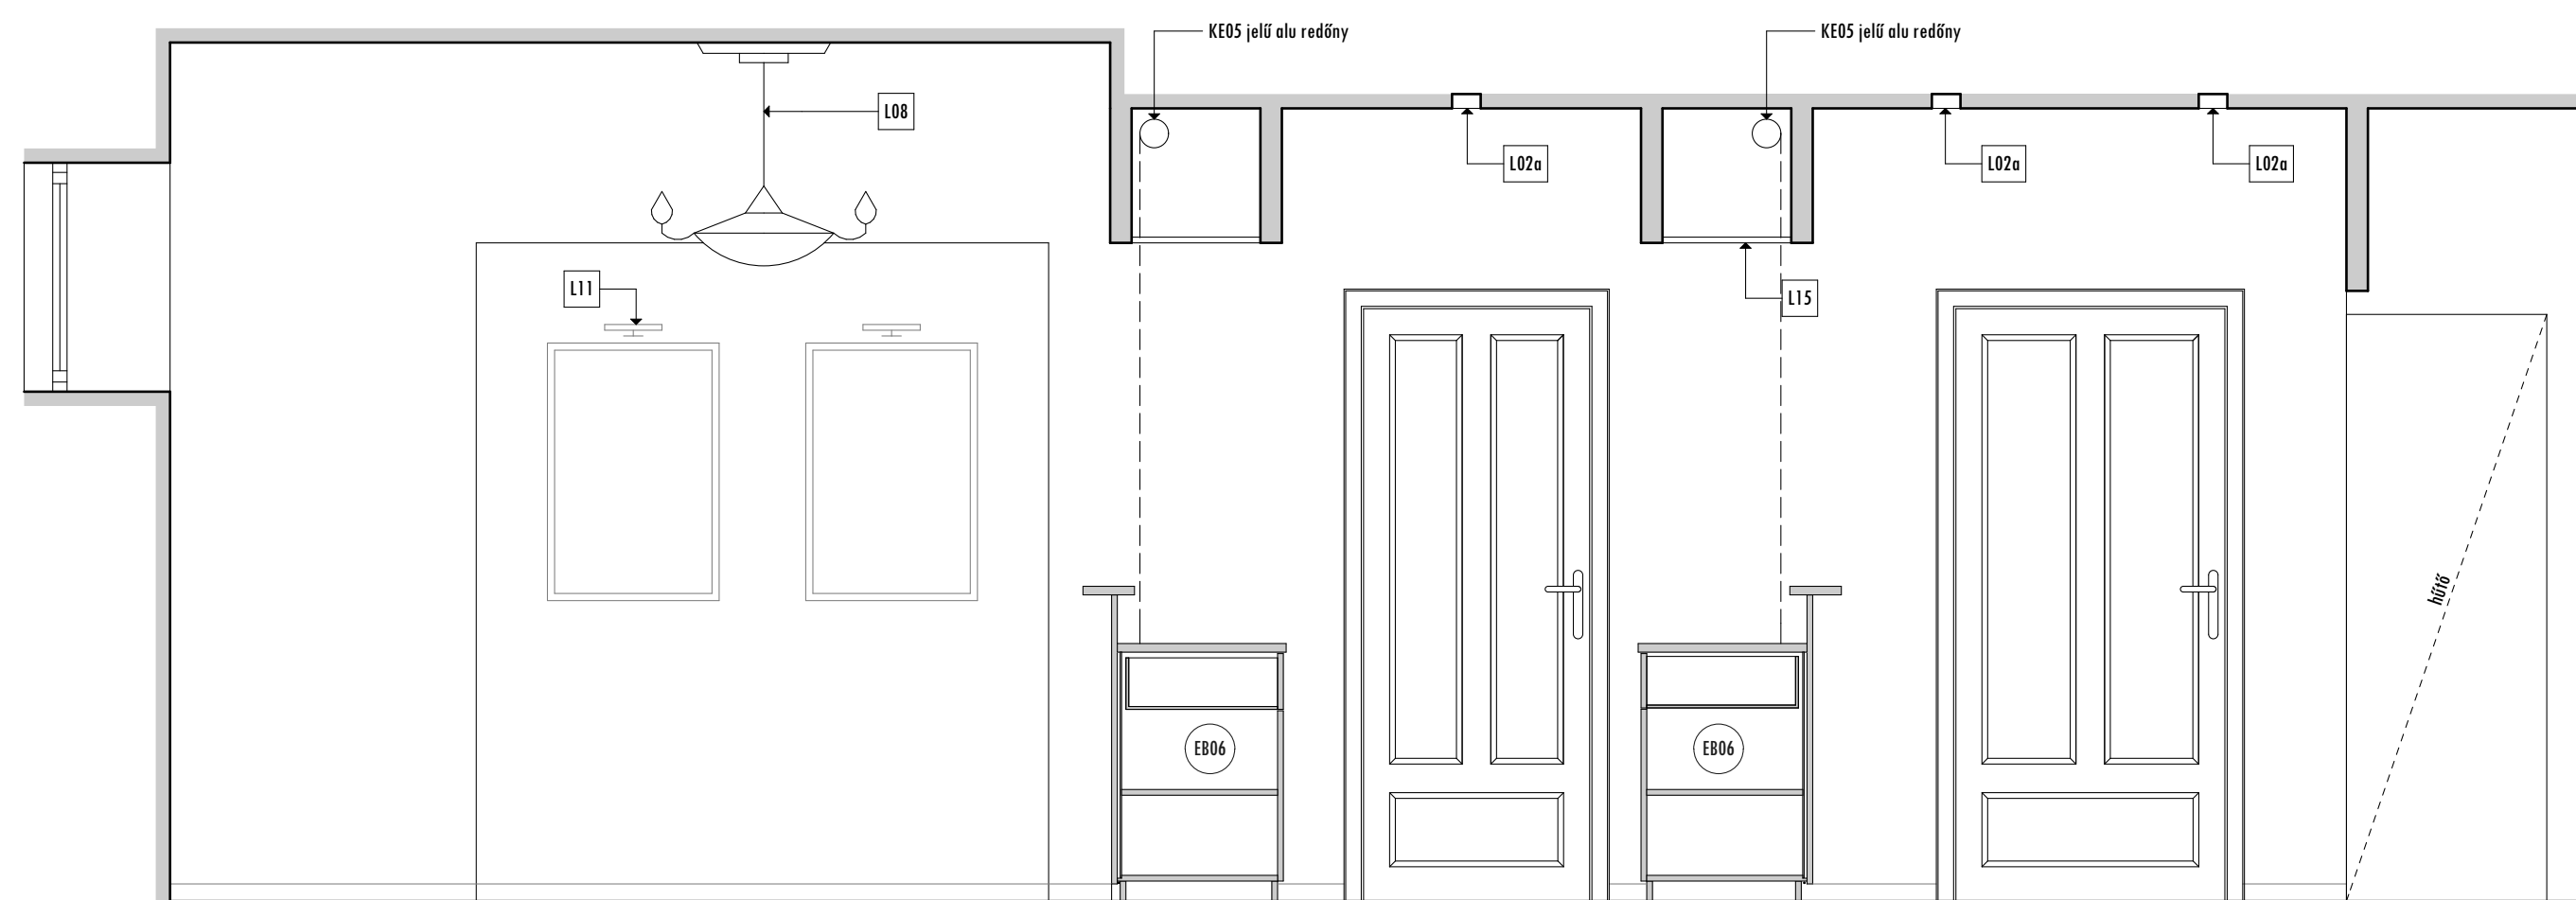 KE05 jelű alu redőny
KE05 jelű alu redőny
L08
L02a
L02a
L02a
L11
L15
hűtő
EB06
EB06